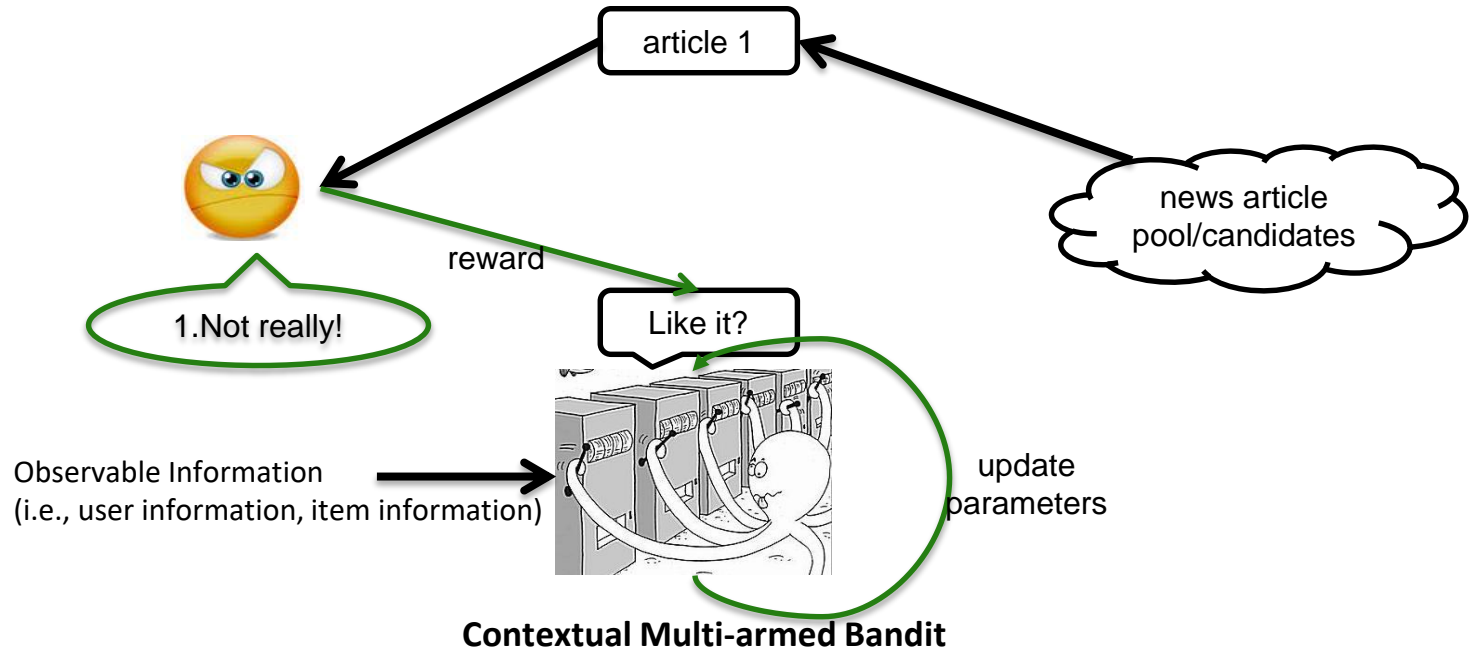 article 1
news article
pool/candidates
reward
1.Not really!
Like it?
Observable Information
(i.e., user information, item information)
update
parameters
Contextual Multi-armed Bandit